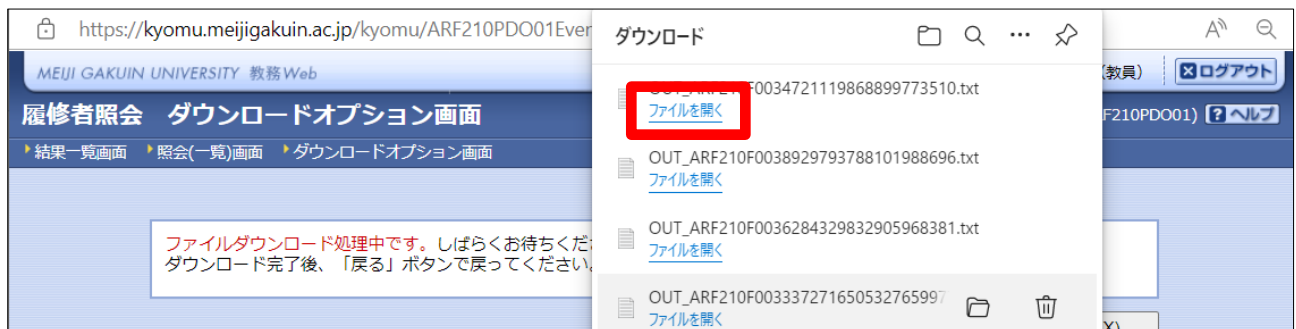 https://kyomu.meijigakuin.ac.jp/kyomu/ARF210PDO01Ever
MEIJI GAKUIN UNIVERSITY 教務Web
(教員)
ログアウト
履修者照会 ダウンロードオプション画面
F210PDO01)
? ヘルプ
結果一覧画面 照会(一覧)画面 ダウンロードオプション画面
ファイルダウンロード処理中です。しばらくお待ちくだ
ダウンロード完了後、「戻る」ボタンで戻ってください。
ダウンロード
OUT_ARF210F0034721119868899773510.txt
ファイルを開く
OUT_ARF210F0038929793788101988696.txt
ファイルを開く
OUT_ARF210F0036284329832905968381.txt
ファイルを開く
OUT_ARF210F003337271650532765997
ファイルを開く